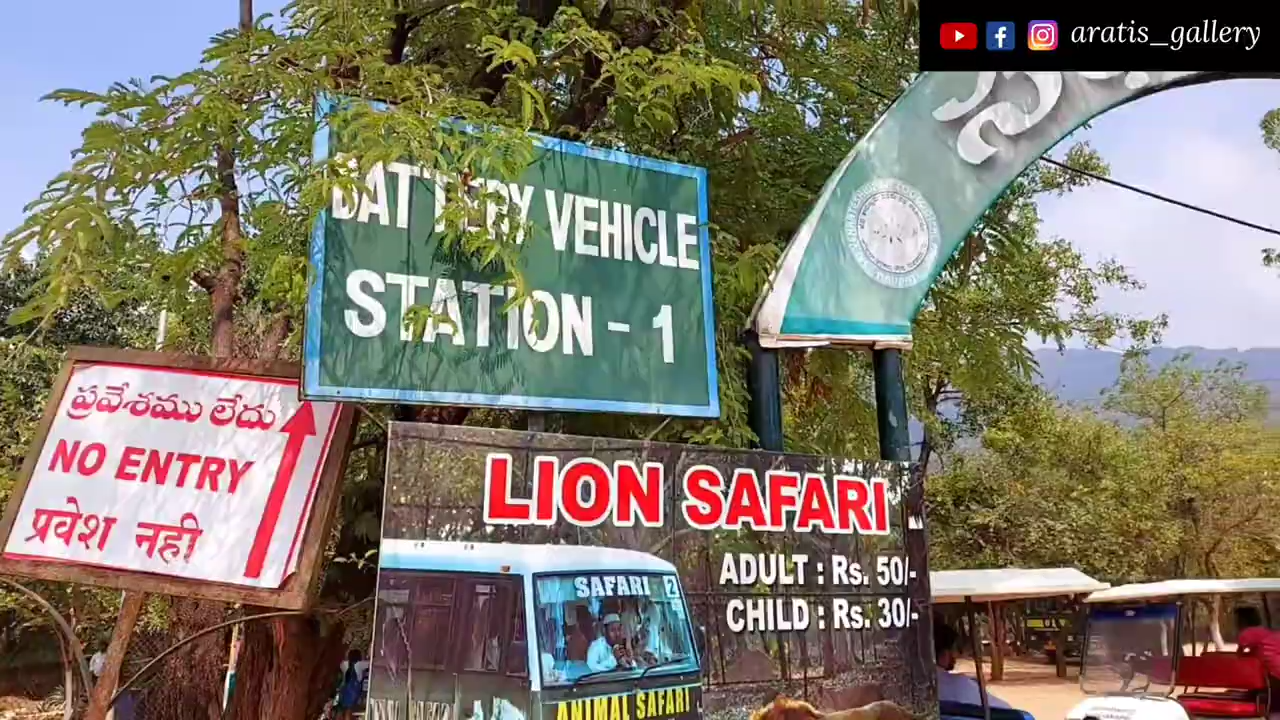 aratis_gallery
BATTERY VEHICLE
STATION - 1
ప్రవేశము లేదు
NO ENTRY
प्रवेश नही
LION SAFARI
ADULT : Rs. 50/-
CHILD : Rs. 30/-
SAFARI 2
ANIMAL SAFARI